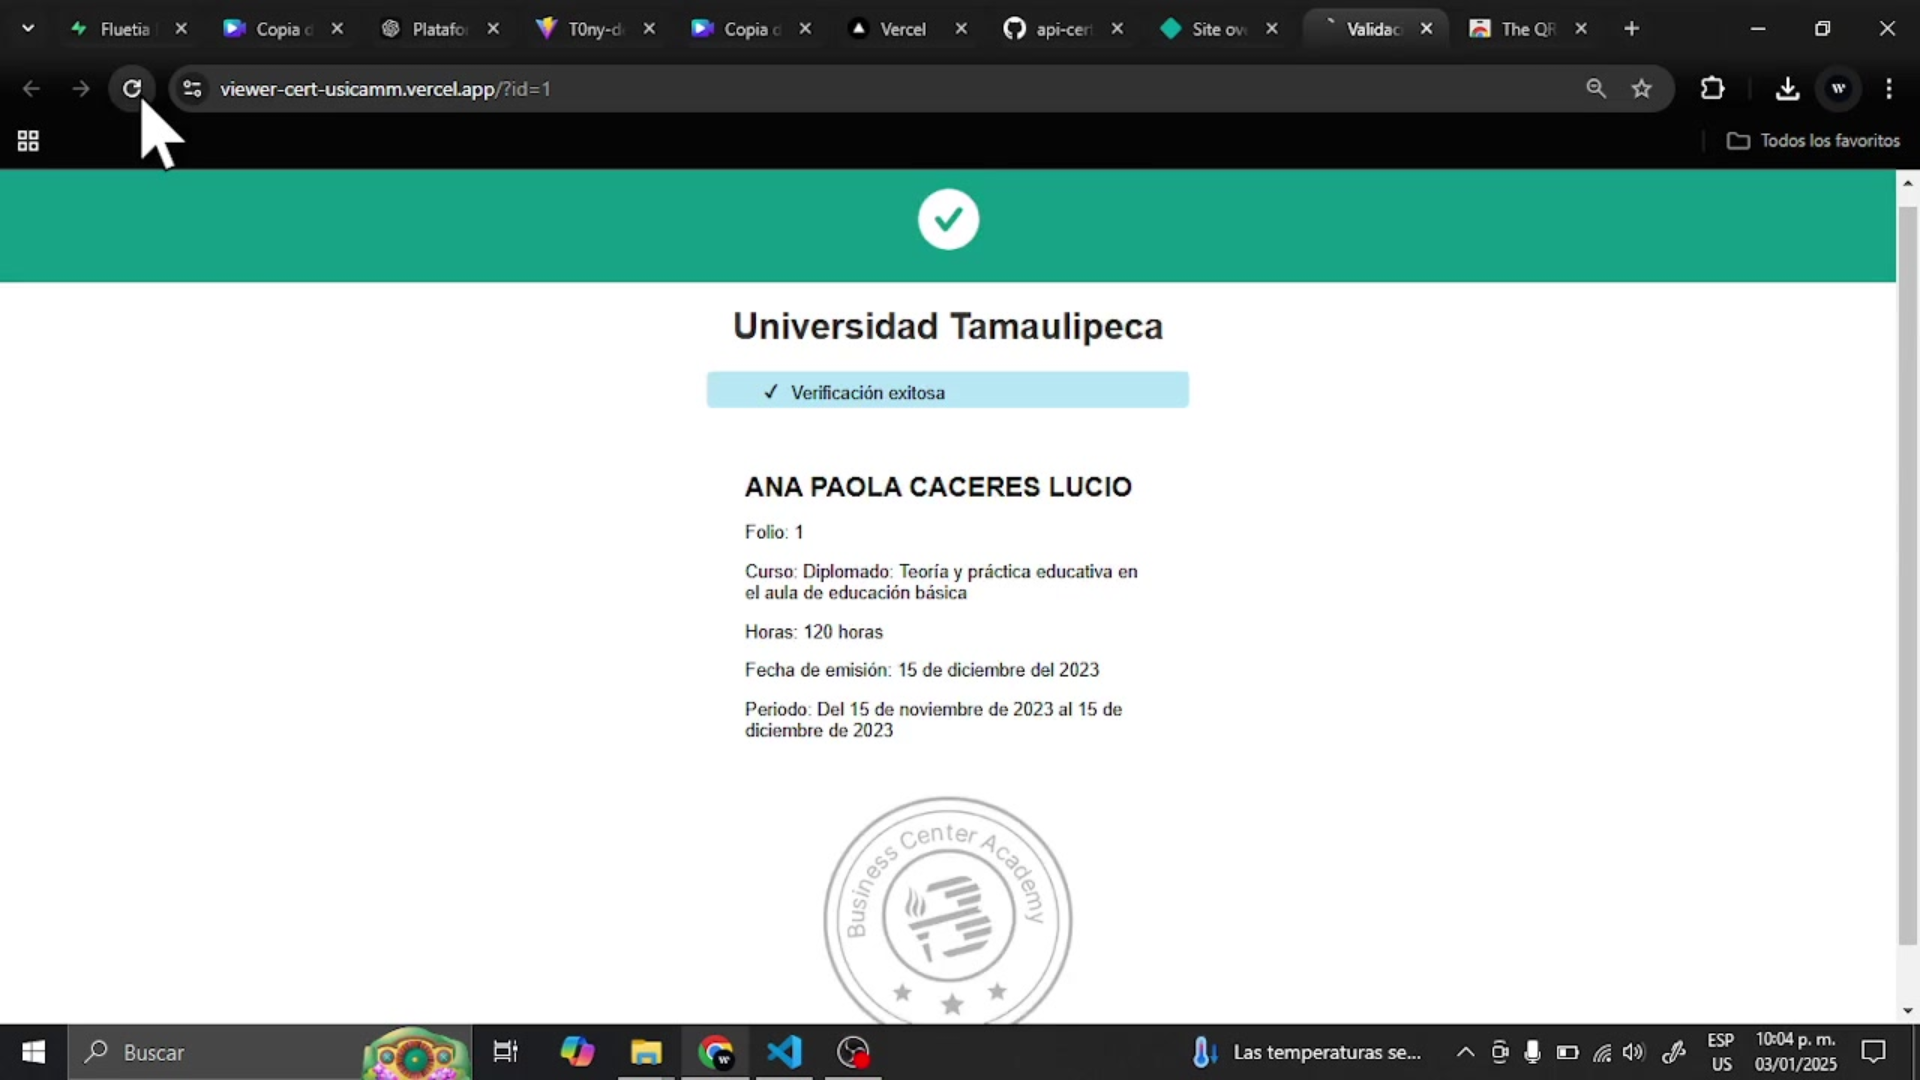 Fluetia
Copia d
Platafo
T0ny-d
Copia d
Vercel
api-cert
Site ov
Validac
The QR
viewer-cert-usicamm.vercel.app/?id=1
w
Todos los favoritos
Universidad Tamaulipeca
✓ Verificación exitosa
ANA PAOLA CACERES LUCIO
Folio: 1
Curso: Diplomado: Teoría y práctica educativa en
el aula de educación básica
Horas: 120 horas
Fecha de emisión: 15 de diciembre del 2023
Periodo: Del 15 de noviembre de 2023 al 15 de
diciembre de 2023
Business Center Academy
Buscar
Las temperaturas se...
ESP
US
10:04 p. m.
03/01/2025